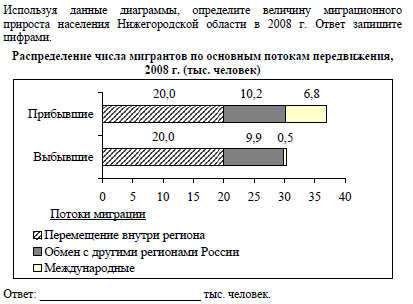 Используя данные диаграммы, определите величину миграционного
прироста населения Нижегородской области в 2008 г. Ответ запишите
цифрами.
Распределение числа мигрантов по основным потокам передвижения,
2008 г. (тыс. человек)
20,0 10,2 6,8
Прибывшие
20,0 9,9 0,5
Выбывшие
0 5 10 15 20 25 30 35 40
Потоки миграции
Перемещение внутри региона
Обмен с другими регионами России
Международные
Ответ: ______________________________ тыс. человек.